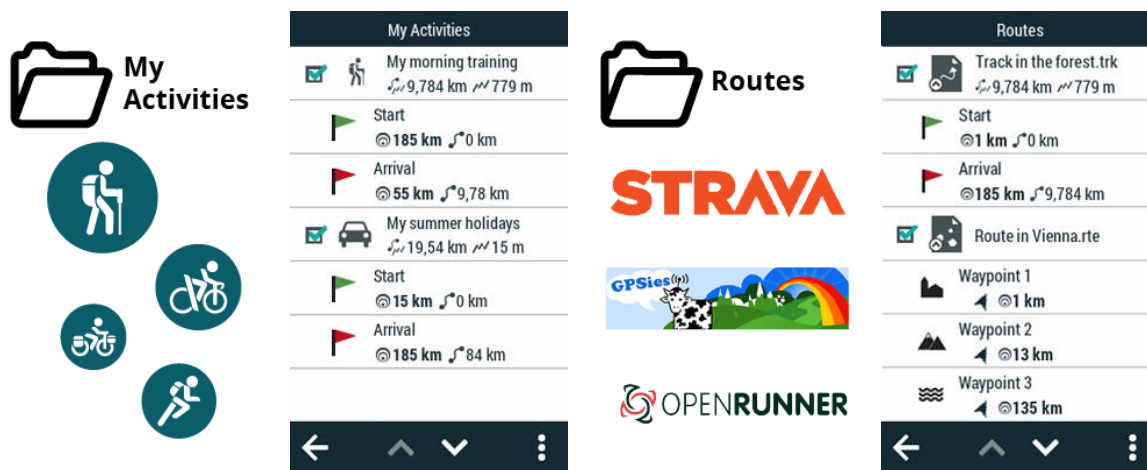 My
Activities
My Activities
My morning training
9,784 km 779 m
Start
185 km 0 km
Arrival
55 km 9,78 km
My summer holidays
19,54 km 15 m
Start
15 km 0 km
Arrival
185 km 84 km
Routes
STRAVA
GPSies
OPENRUNNER
Routes
Track in the forest.trk
9,784 km 779 m
Start
1 km 0 km
Arrival
185 km 9,784 km
Route in Vienna.rte
Waypoint 1
1 km
Waypoint 2
13 km
Waypoint 3
135 km